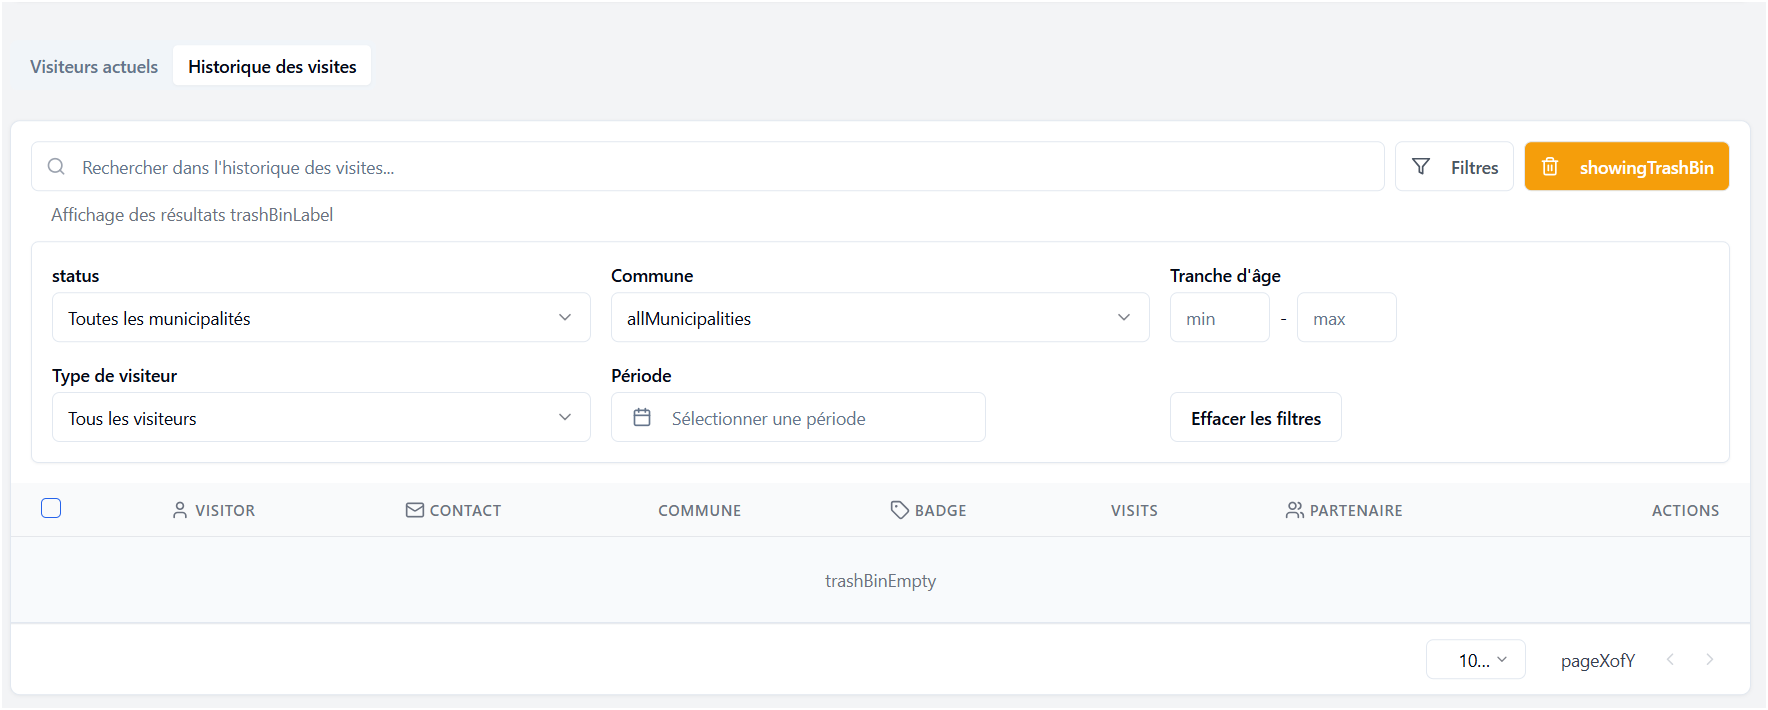 Visiteurs actuels
Historique des visites
Rechercher dans l'historique des visites...
Filtres
showingTrashBin
Affichage des résultats trashBinLabel
status
Commune
Tranche d'âge
Toutes les municipalités
allMunicipalities
min - max
Type de visiteur
Période
Tous les visiteurs
Sélectionner une période
Effacer les filtres
VISITOR
CONTACT
COMMUNE
BADGE
VISITS
PARTENAIRE
ACTIONS
trashBinEmpty
10...
pageXofY